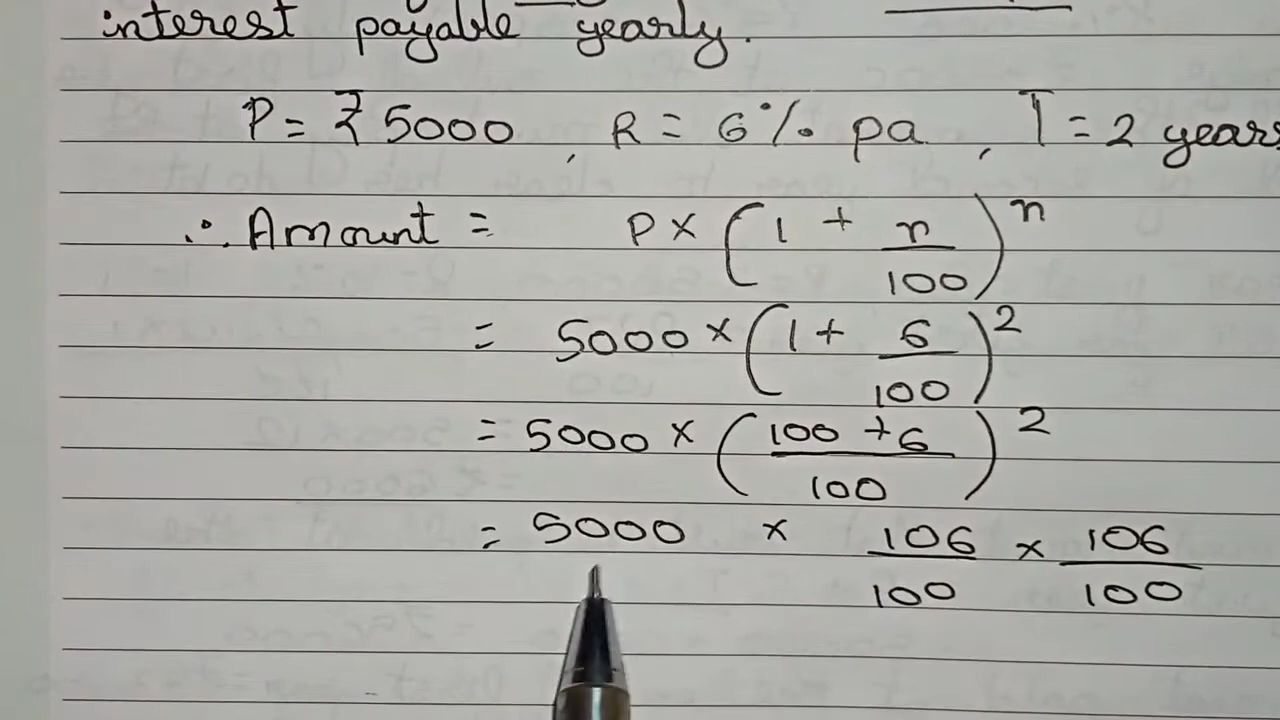 interest payable yearly.
P = ₹ 5000 , R = 6 % pa , T = 2 years
∴ Amount = P × ( 1 + r/100 )^n
= 5000 × ( 1 + 6/100 )^2
= 5000 × ( 100 + 6/100 )^2
= 5000 × 106/100 × 106/100